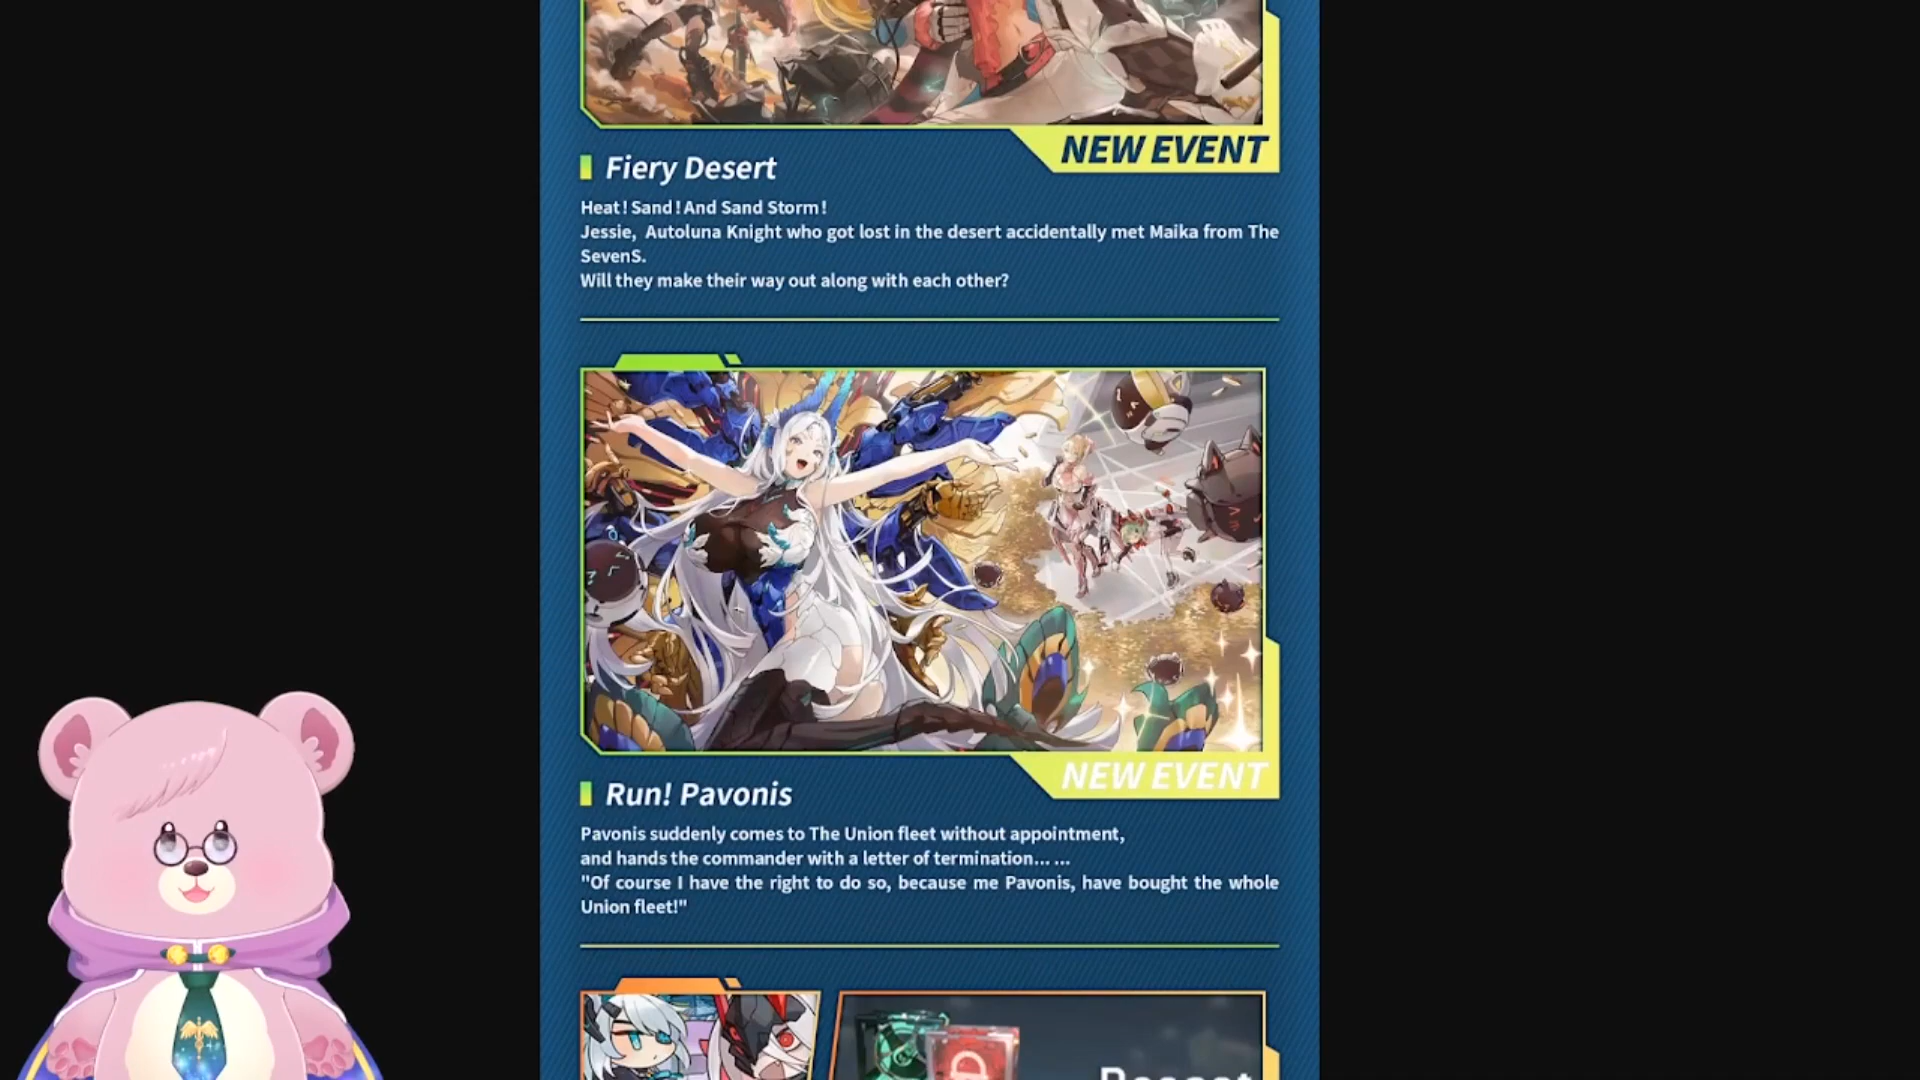 NEW EVENT
Fiery Desert
Heat! Sand! And Sand Storm!
Jessie, Autoluna Knight who got lost in the desert accidentally met Maika from The
SevenS.
Will they make their way out along with each other?
NEW EVENT
Run! Pavonis
Pavonis suddenly comes to The Union fleet without appointment,
and hands the commander with a letter of termination... ...
"Of course I have the right to do so, because me Pavonis, have bought the whole
Union fleet!"